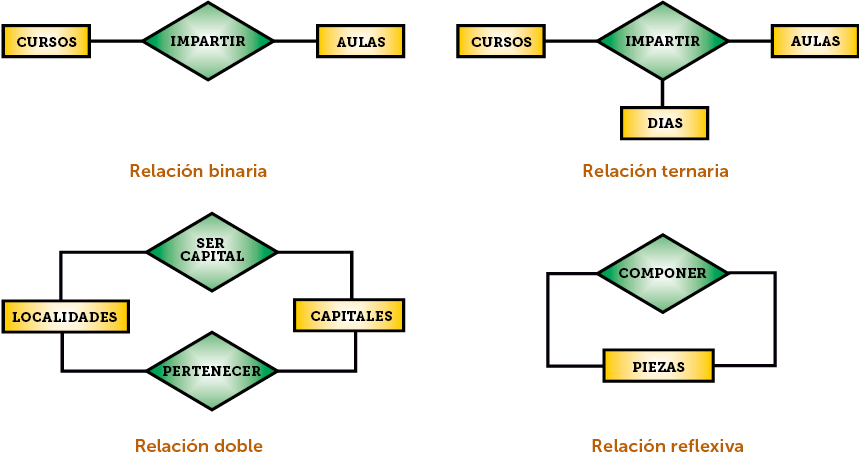 CURSOS
IMPARTIR
AULAS
Relación binaria
CURSOS
IMPARTIR
AULAS
DIAS
Relación ternaria
SER
CAPITAL
LOCALIDADES
CAPITALES
PERTENECER
Relación doble
COMPONER
PIEZAS
Relación reflexiva